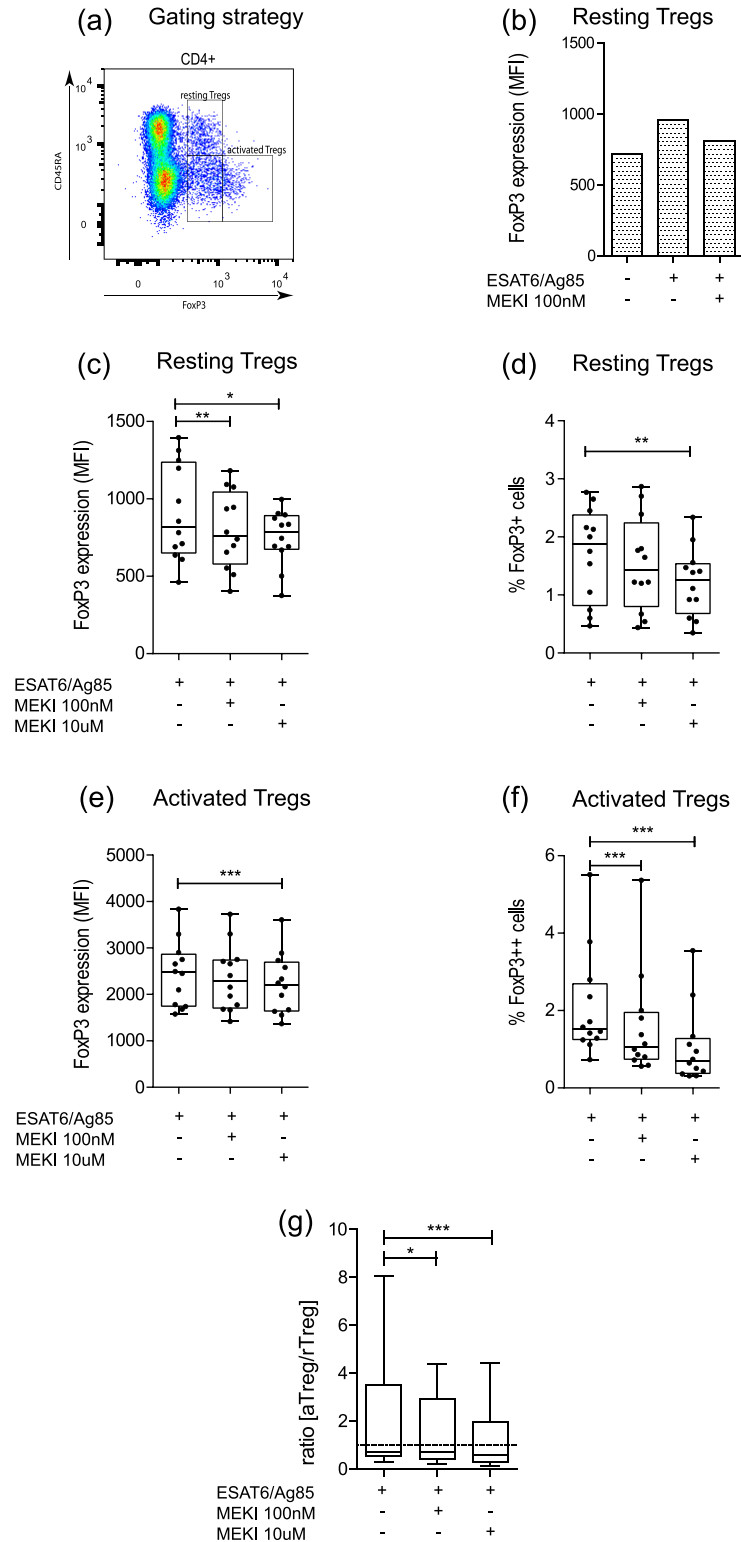 (a) Gating strategy
CD4+
10^4
10^3
0
CD45RA
resting Tregs
activated Tregs
0 10^3 10^4
FoxP3
(b) Resting Tregs
1500
1000
500
0
FoxP3 expression (MFI)
ESAT6/Ag85 - + +
MEKI 100nM - - +
(c) Resting Tregs
*
**
1500
1000
500
0
FoxP3 expression (MFI)
ESAT6/Ag85 + + +
MEKI 100nM - + -
MEKI 10uM - - +
(d) Resting Tregs
**
4
3
2
1
0
% FoxP3+ cells
+ + +
- + -
- - +
(e) Activated Tregs
***
5000
4000
3000
2000
1000
0
FoxP3 expression (MFI)
ESAT6/Ag85 + + +
MEKI 100nM - + -
MEKI 10uM - - +
(f) Activated Tregs
***
***
6
4
2
0
% FoxP3++ cells
+ + +
- + -
- - +
(g)
***
*
10
8
6
4
2
0
ratio [aTreg/rTreg]
ESAT6/Ag85 + + +
MEKI 100nM - + -
MEKI 10uM - - +